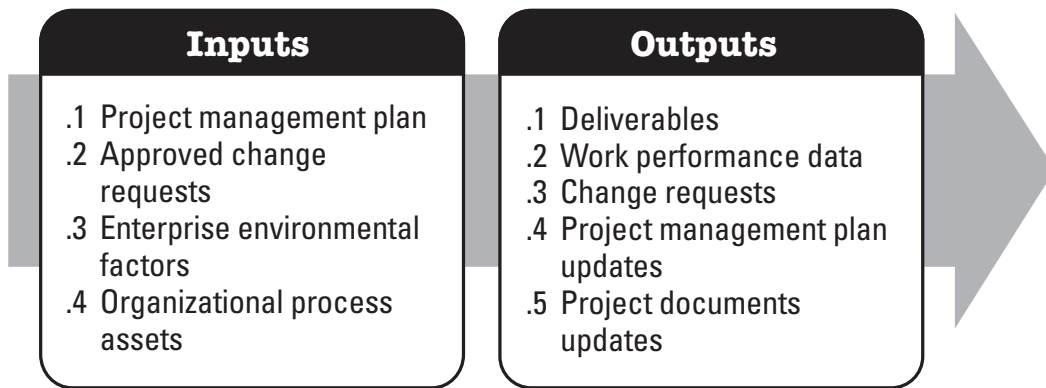 Inputs
.1 Project management plan
.2 Approved change
requests
.3 Enterprise environmental
factors
.4 Organizational process
assets
Outputs
.1 Deliverables
.2 Work performance data
.3 Change requests
.4 Project management plan
updates
.5 Project documents
updates